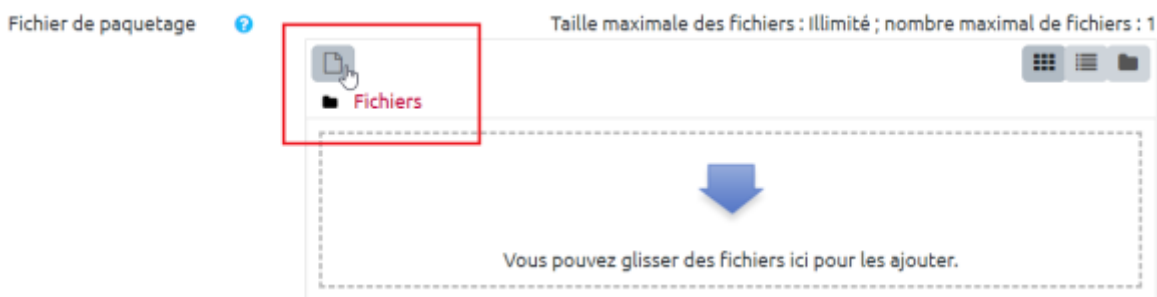 Fichier de paquetage
Taille maximale des fichiers : Illimité ; nombre maximal de fichiers : 1
Fichiers
Vous pouvez glisser des fichiers ici pour les ajouter.